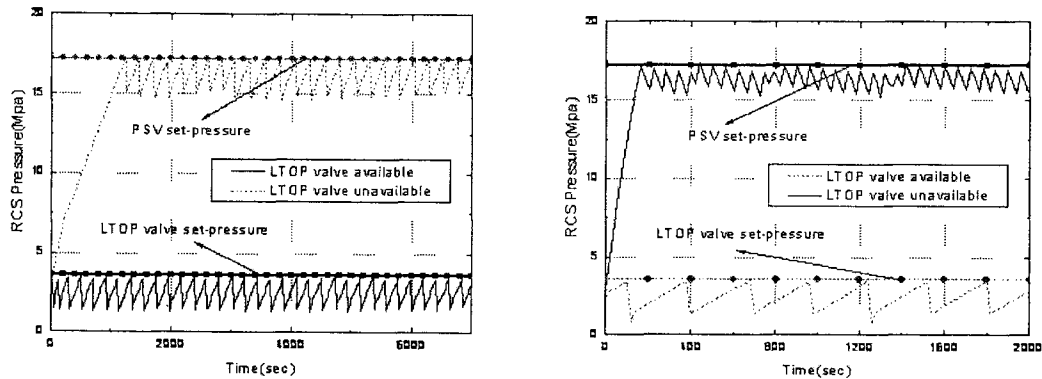 20
15
10
5
0
RCS Pressure(Mpa)
PSV set-pressure
LTOP valve available
LTOP valve unavailable
LTOP valve set-pressure
0 2000 4000 6000
Time(sec)
20
15
10
5
0
RCS Pressure(Mpa)
PSV set-pressure
LTOP valve available
LTOP valve unavailable
LTOP valve set-pressure
0 400 800 1200 1600 2000
Time(sec)